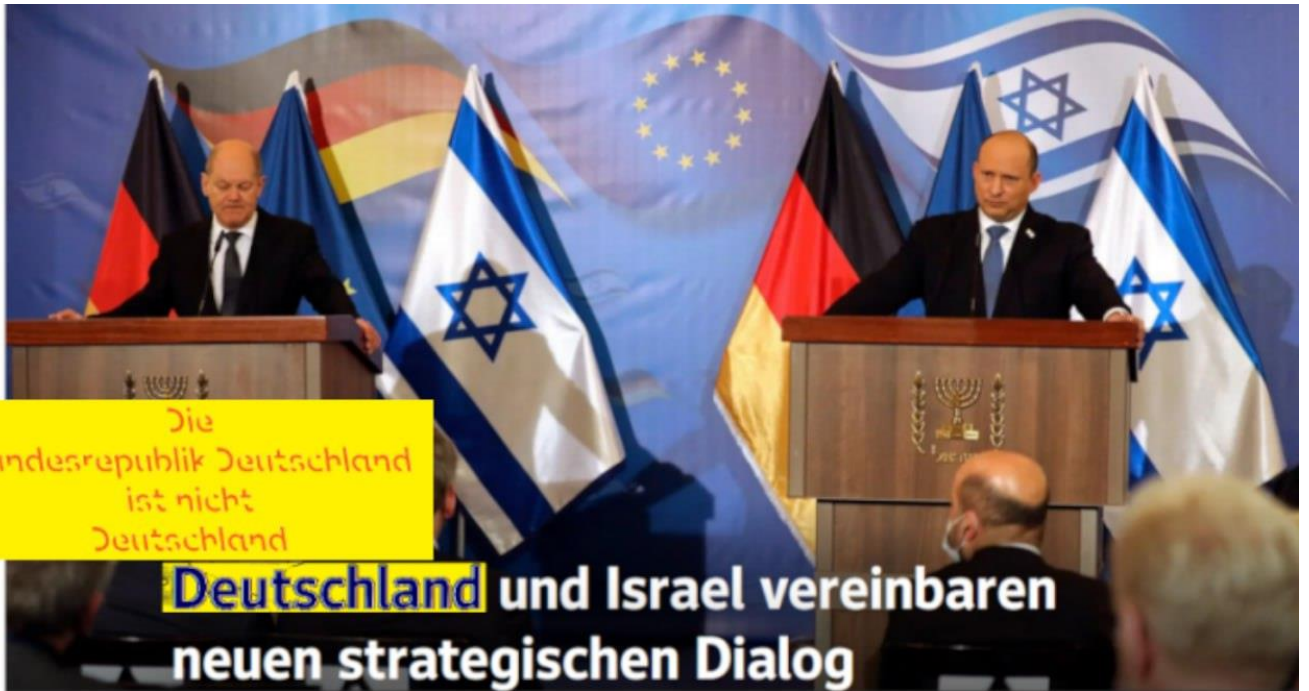 Die
undesrepublik Deutschland
ist nicht
Deutschland
Deutschland und Israel vereinbaren
neuen strategischen Dialog